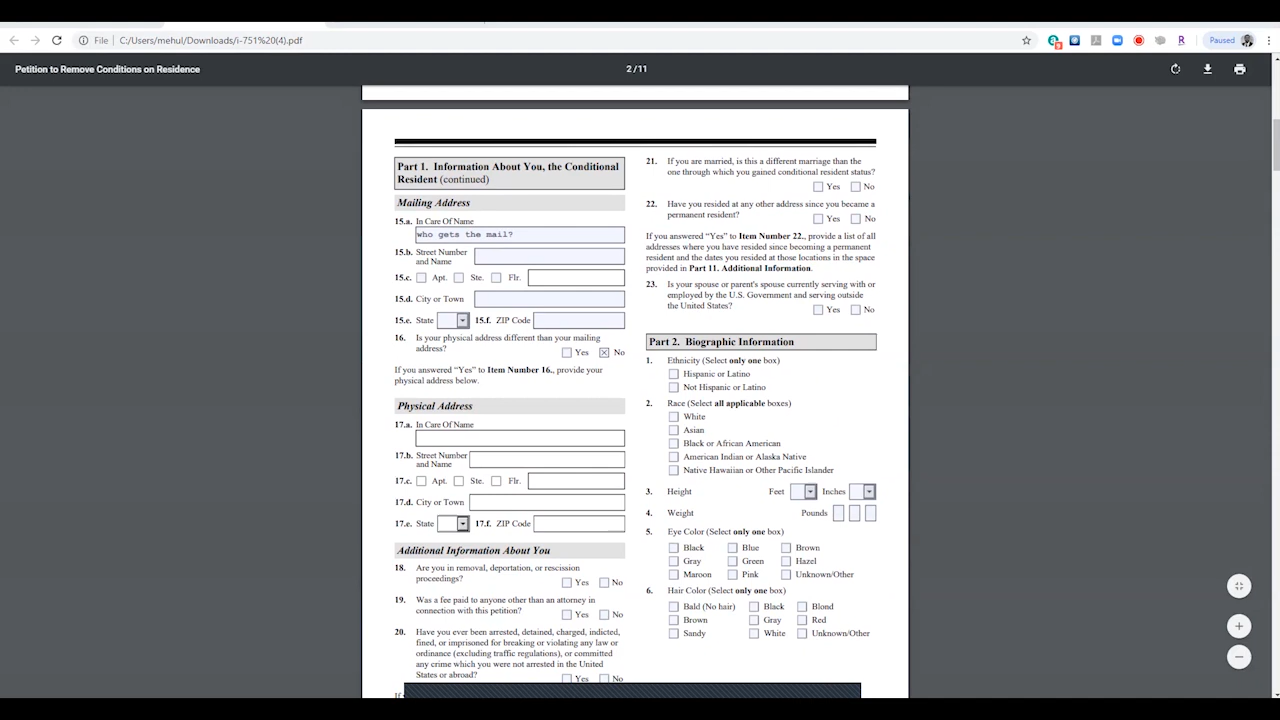 File C:/Users/mehul/Downloads/i-751%20(4).pdf
Paused
Petition to Remove Conditions on Residence
2/11
Part 1. Information About You, the Conditional
Resident (continued)
Mailing Address
15.a. In Care Of Name
who gets the mail?
15.b. Street Number
and Name
15.c. Apt. Ste. Flr.
15.d. City or Town
15.e. State 15.f. ZIP Code
16. Is your physical address different than your mailing
address? Yes No
If you answered “Yes” to Item Number 16., provide your
physical address below.
Physical Address
17.a. In Care Of Name
17.b. Street Number
and Name
17.c. Apt. Ste. Flr.
17.d. City or Town
17.e. State 17.f. ZIP Code
Additional Information About You
18. Are you in removal, deportation, or rescission
proceedings? Yes No
19. Was a fee paid to anyone other than an attorney in
connection with this petition? Yes No
20. Have you ever been arrested, detained, charged, indicted,
fined, or imprisoned for breaking or violating any law or
ordinance (excluding traffic regulations), or committed
any crime which you were not arrested in the United
States or abroad? Yes No
21. If you are married, is this a different marriage than the
one through which you gained conditional resident status?
Yes No
22. Have you resided at any other address since you became a
permanent resident? Yes No
If you answered “Yes” to Item Number 22., provide a list of all
addresses where you have resided since becoming a permanent
resident and the dates you resided at those locations in the space
provided in Part 11. Additional Information.
23. Is your spouse or parent's spouse currently serving with or
employed by the U.S. Government and serving outside
the United States? Yes No
Part 2. Biographic Information
1. Ethnicity (Select only one box)
Hispanic or Latino
Not Hispanic or Latino
2. Race (Select all applicable boxes)
White
Asian
Black or African American
American Indian or Alaska Native
Native Hawaiian or Other Pacific Islander
3. Height Feet Inches
4. Weight Pounds
5. Eye Color (Select only one box)
Black Blue Brown
Gray Green Hazel
Maroon Pink Unknown/Other
6. Hair Color (Select only one box)
Bald (No hair) Black Blond
Brown Gray Red
Sandy White Unknown/Other